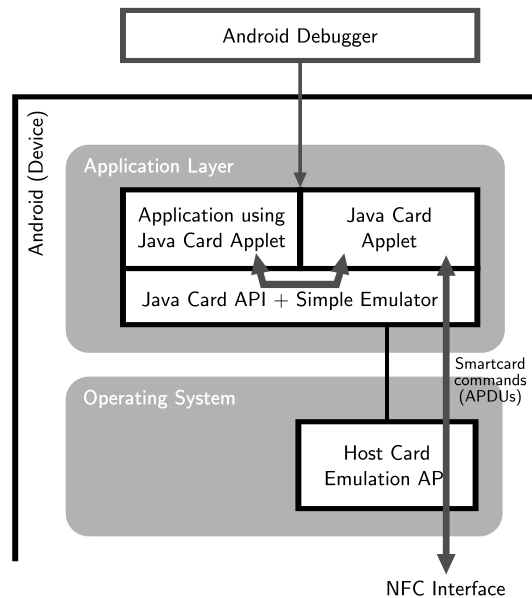 Android Debugger
Android (Device)
Application Layer
Application using
Java Card Applet
Java Card
Applet
Java Card API + Simple Emulator
Smartcard
commands
(APDUs)
Operating System
Host Card
Emulation AP
NFC Interface